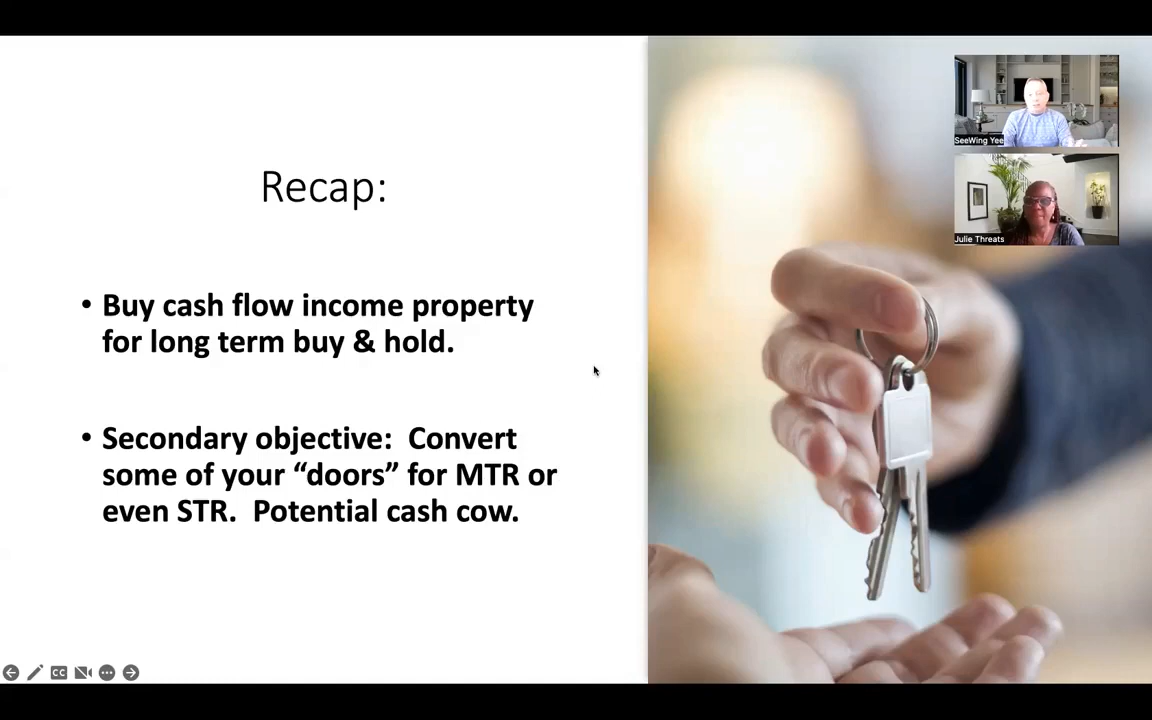 Recap:
• Buy cash flow income property
for long term buy & hold.
• Secondary objective:  Convert
some of your “doors” for MTR or
even STR.  Potential cash cow.
SeeWing Yee
Julie Threats
CC